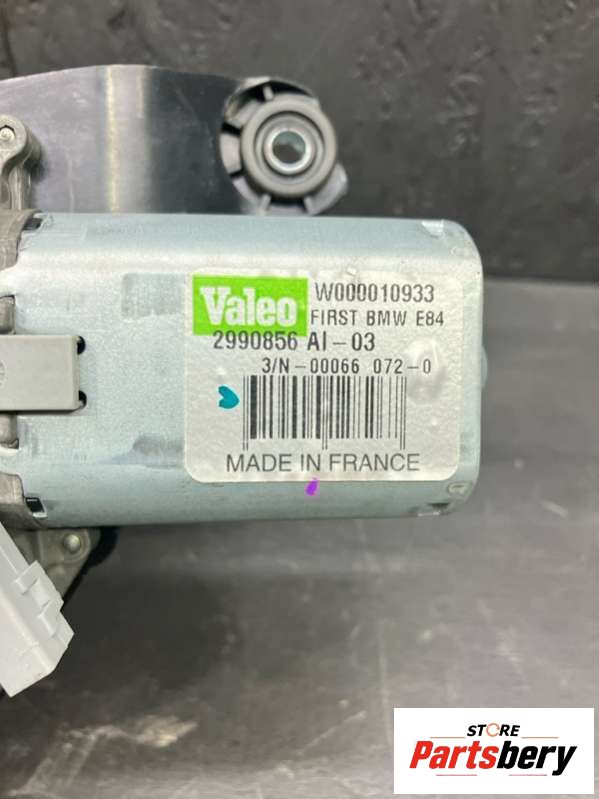 Valeo W000010933
FIRST BMW E84
2990856 AI-03
3/N-00066 072-0
MADE IN FRANCE
STORE
Partsbery